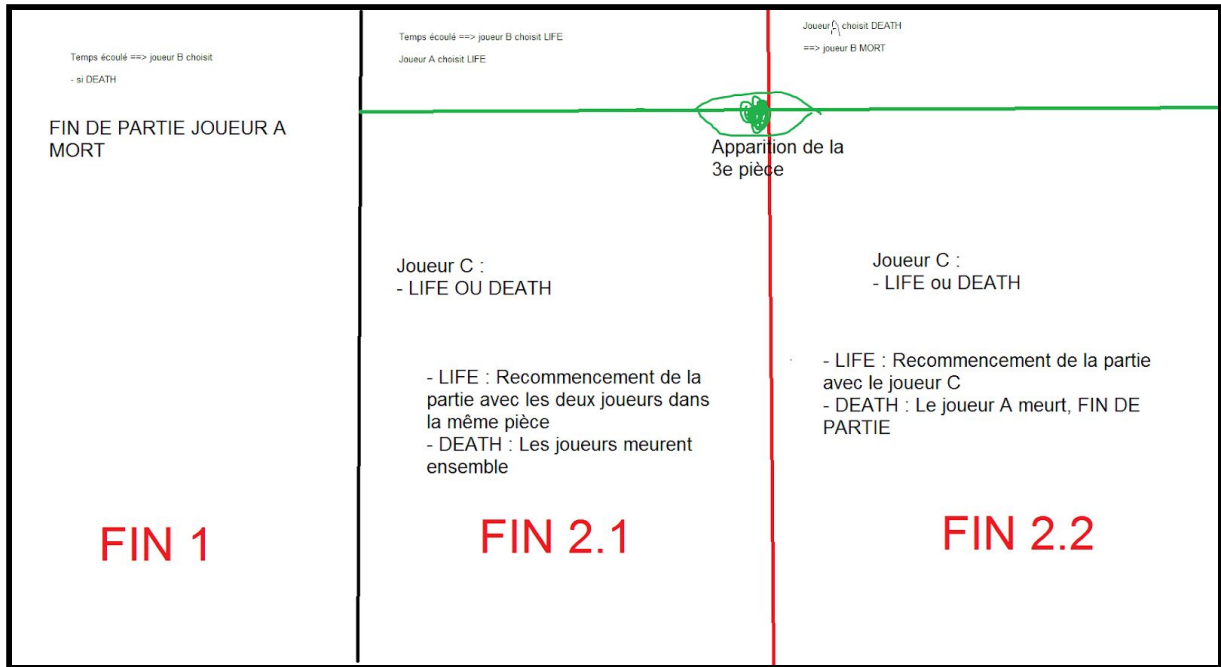 Temps écoulé ==> joueur B choisit
- si DEATH
FIN DE PARTIE JOUEUR A
MORT
FIN 1
Temps écoulé ==> joueur B choisit LIFE
Joueur A choisit LIFE
Joueur A choisit DEATH
==> joueur B MORT
Apparition de la
3e pièce
Joueur C :
- LIFE OU DEATH
- LIFE : Recommencement de la
partie avec les deux joueurs dans
la même pièce
- DEATH : Les joueurs meurent
ensemble
FIN 2.1
Joueur C :
- LIFE ou DEATH
- LIFE : Recommencement de la partie
avec le joueur C
- DEATH : Le joueur A meurt, FIN DE
PARTIE
FIN 2.2